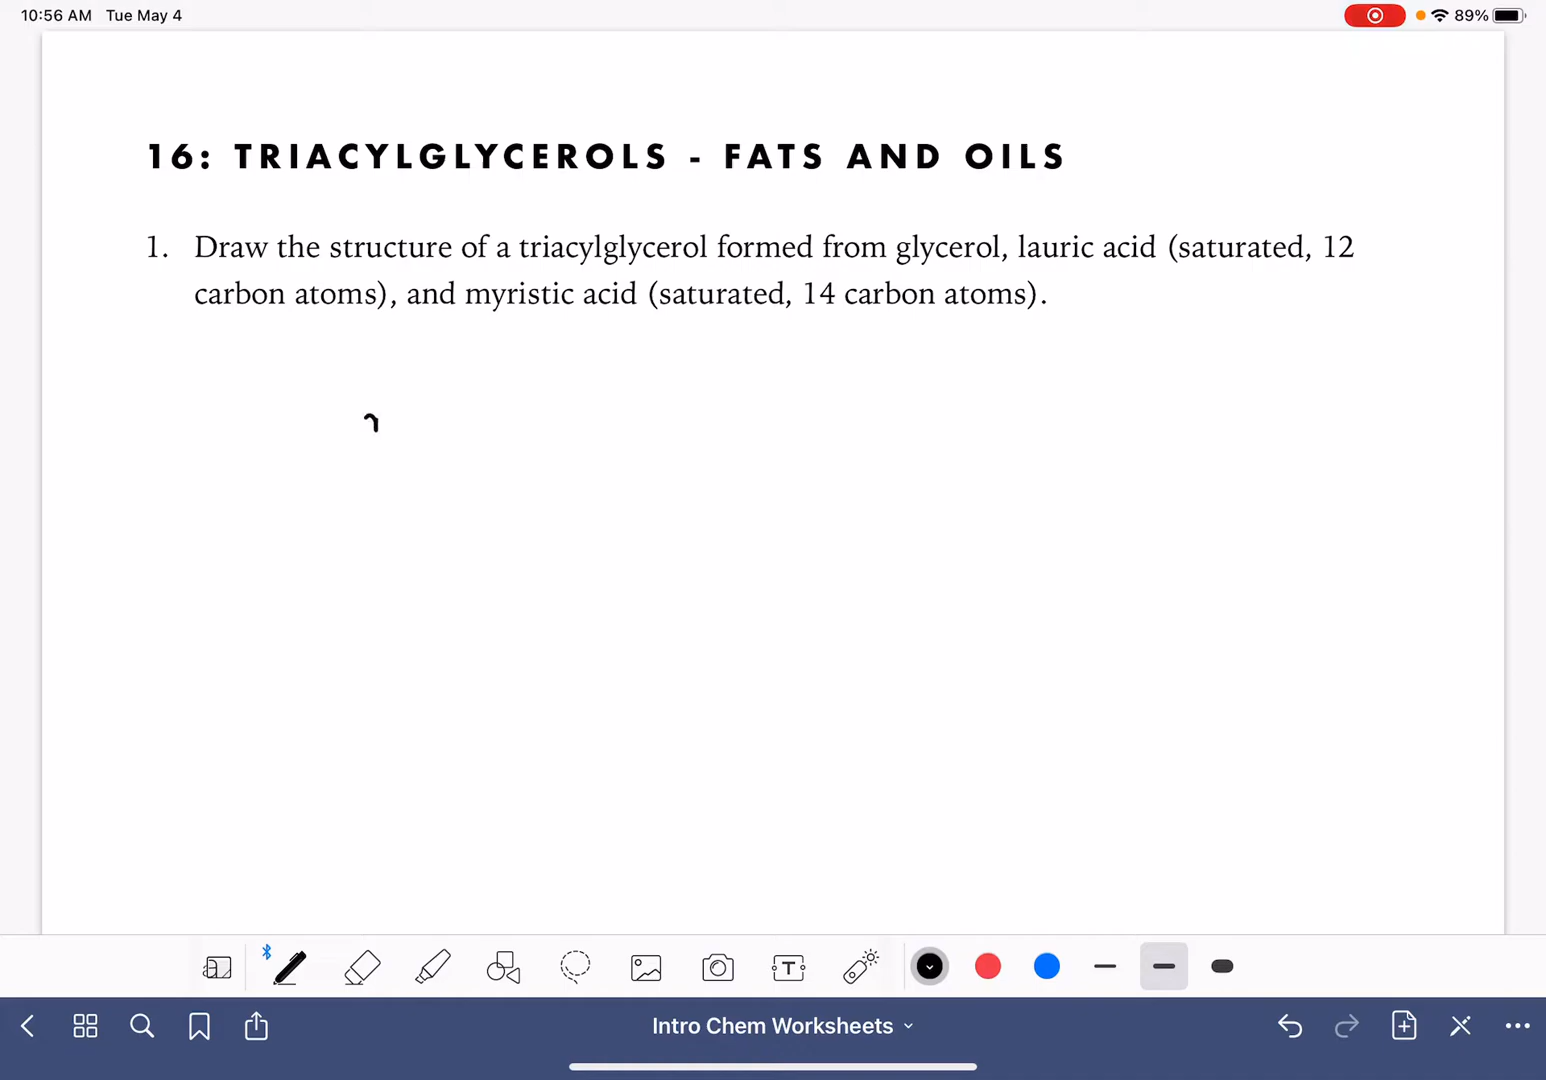 10:56 AM Tue May 4
89%
16: TRIACYLGLYCEROLS - FATS AND OILS
1. Draw the structure of a triacylglycerol formed from glycerol, lauric acid (saturated, 12
carbon atoms), and myristic acid (saturated, 14 carbon atoms).
T
Intro Chem Worksheets